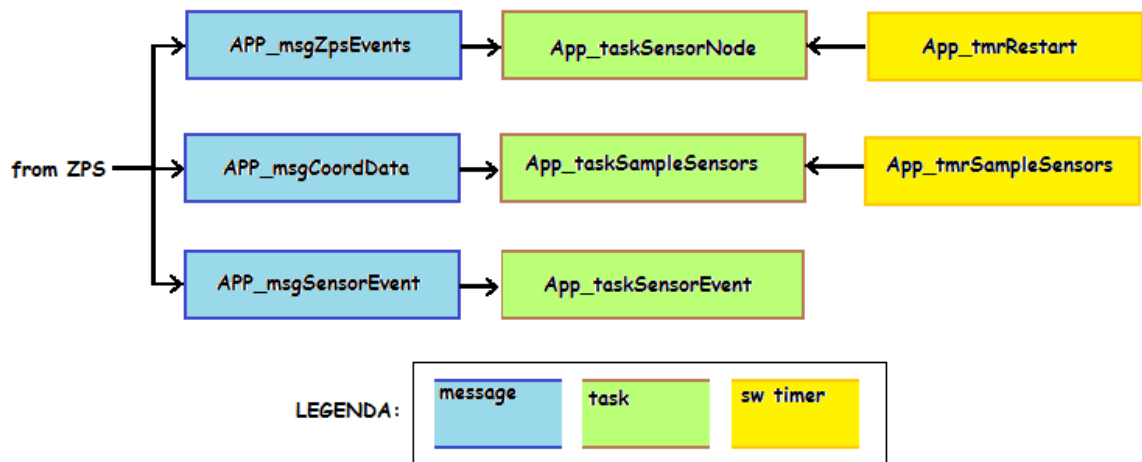 APP_msgZpsEvents App_taskSensorNode App_tmrRestart
from ZPS APP_msgCoordData App_taskSampleSensors App_tmrSampleSensors
APP_msgSensorEvent App_taskSensorEvent
LEGENDA: message task sw timer